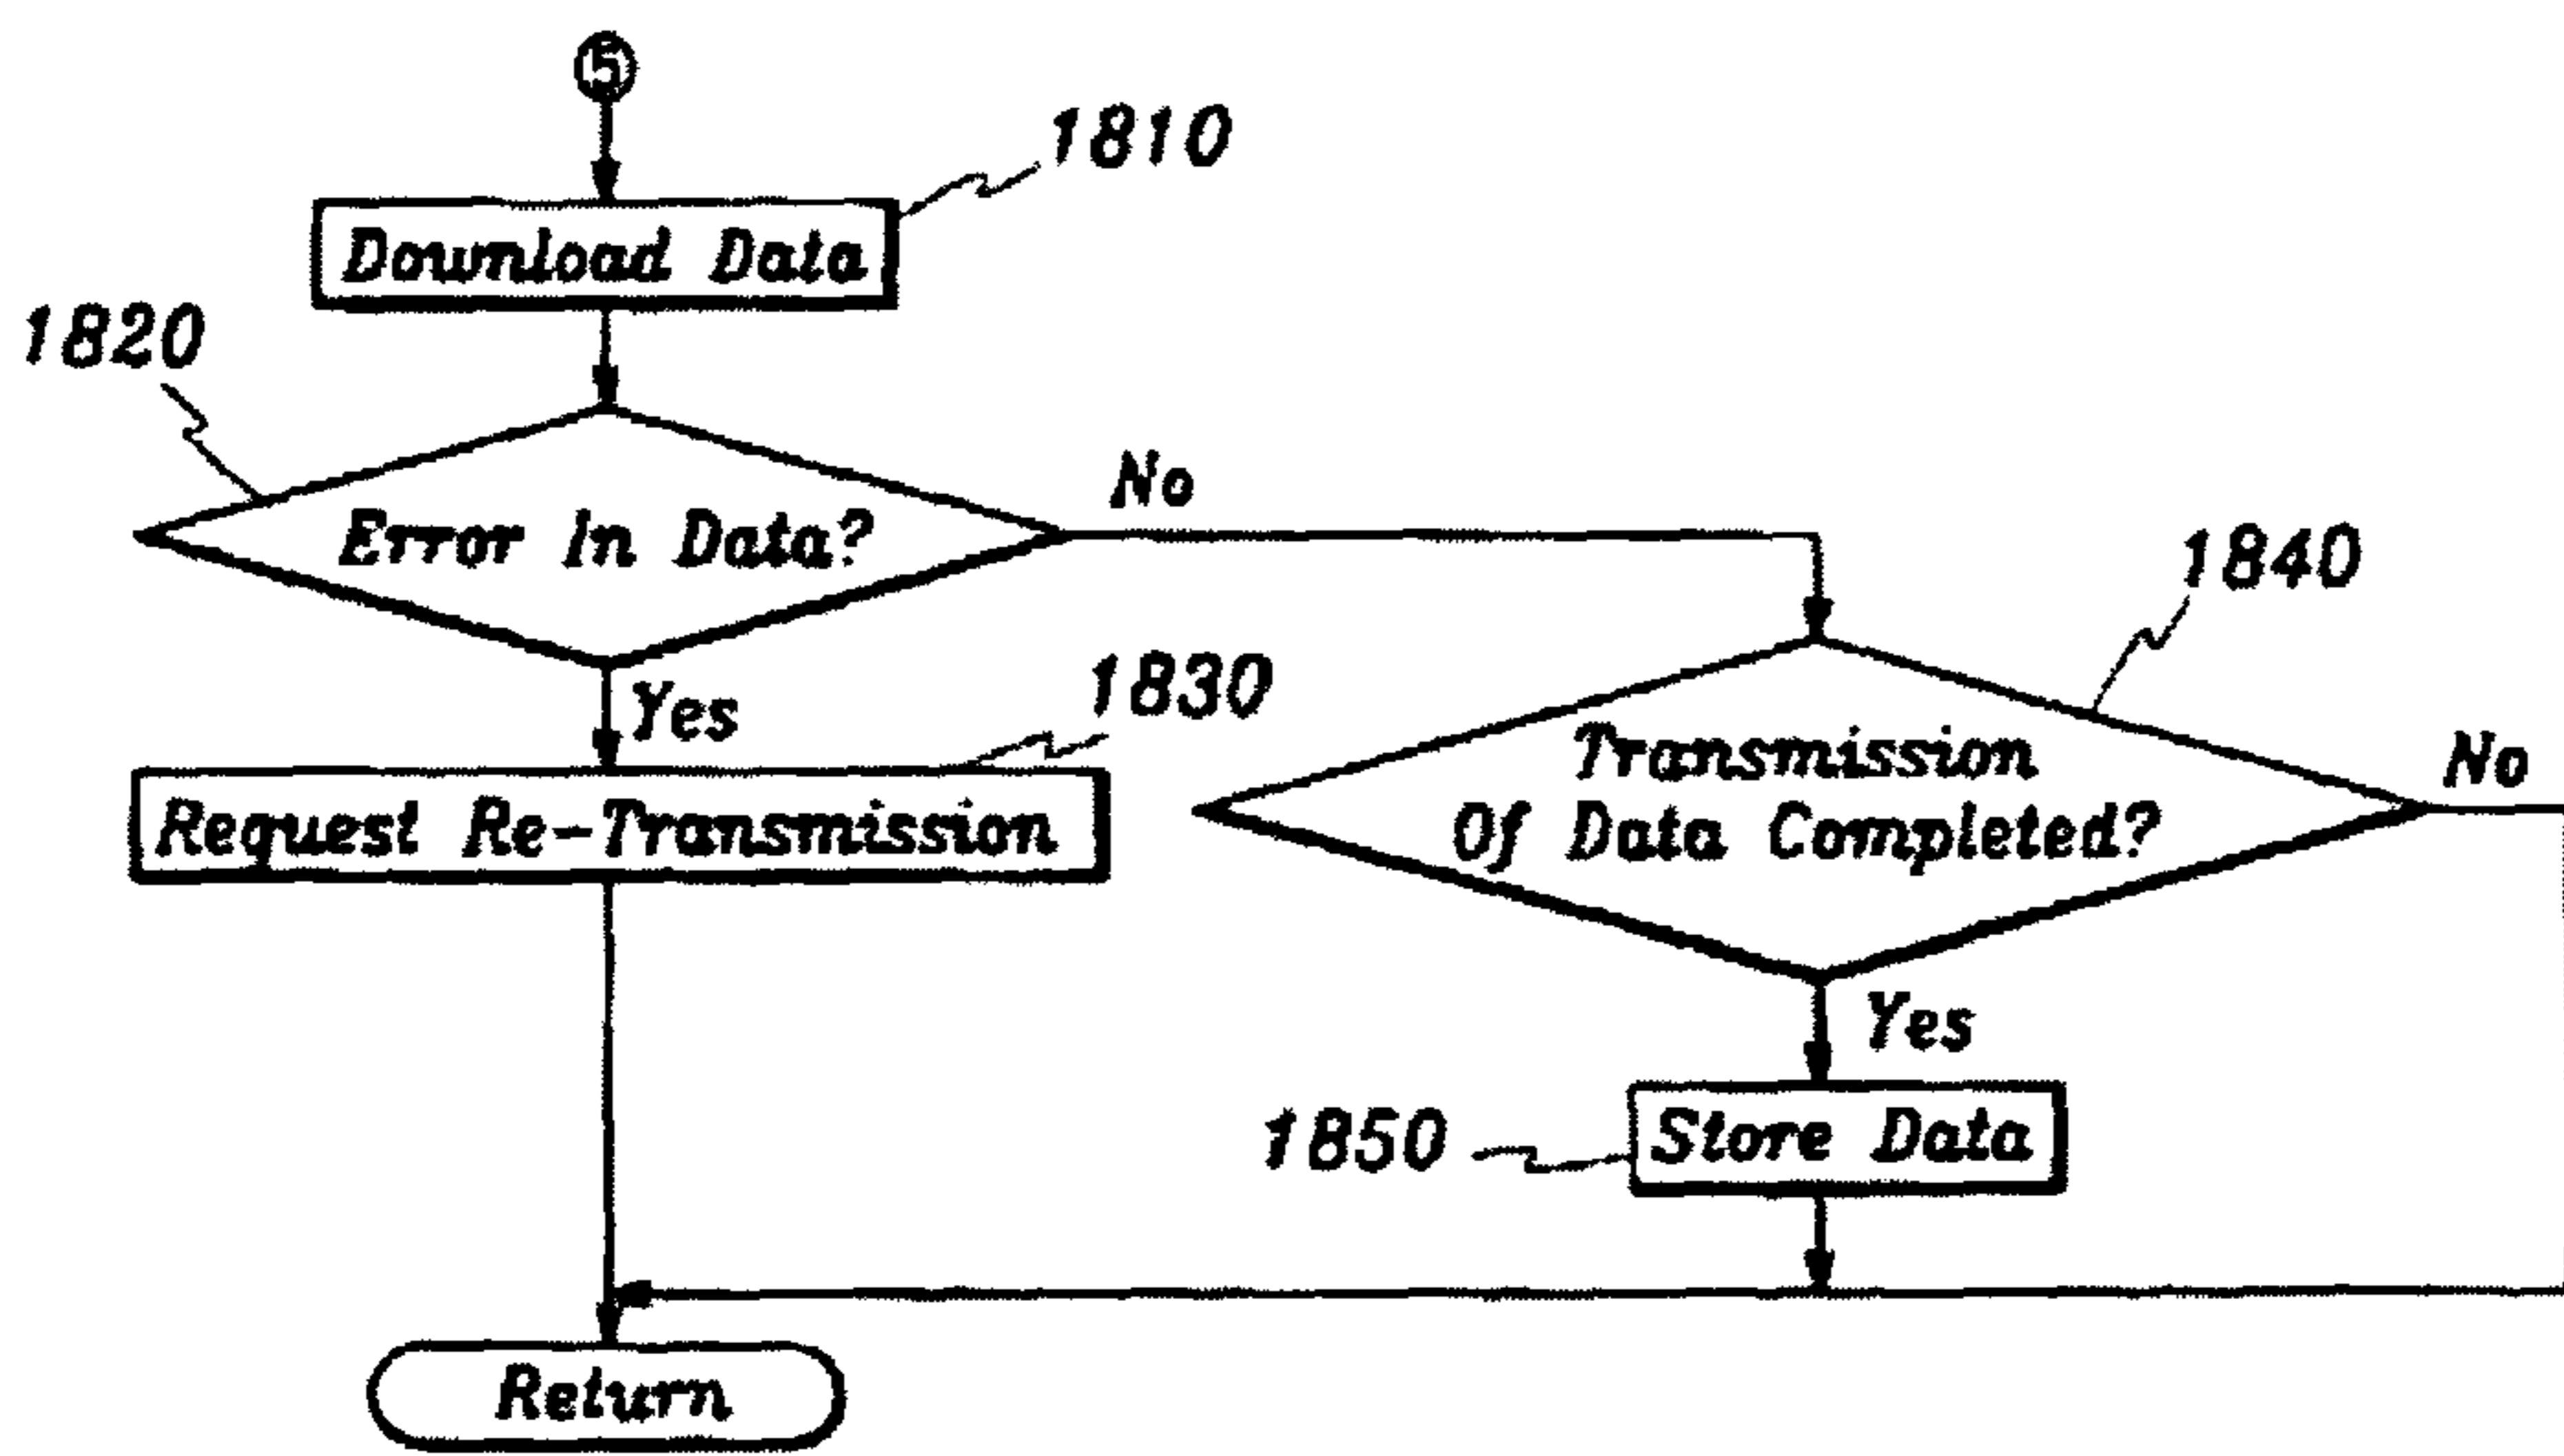 5
1810
Download Data
1820
Error In Data?
No
1840
Yes
1830
Transmission
Of Data Completed?
No
Request Re-Transmission
Yes
1850
Store Data
Return